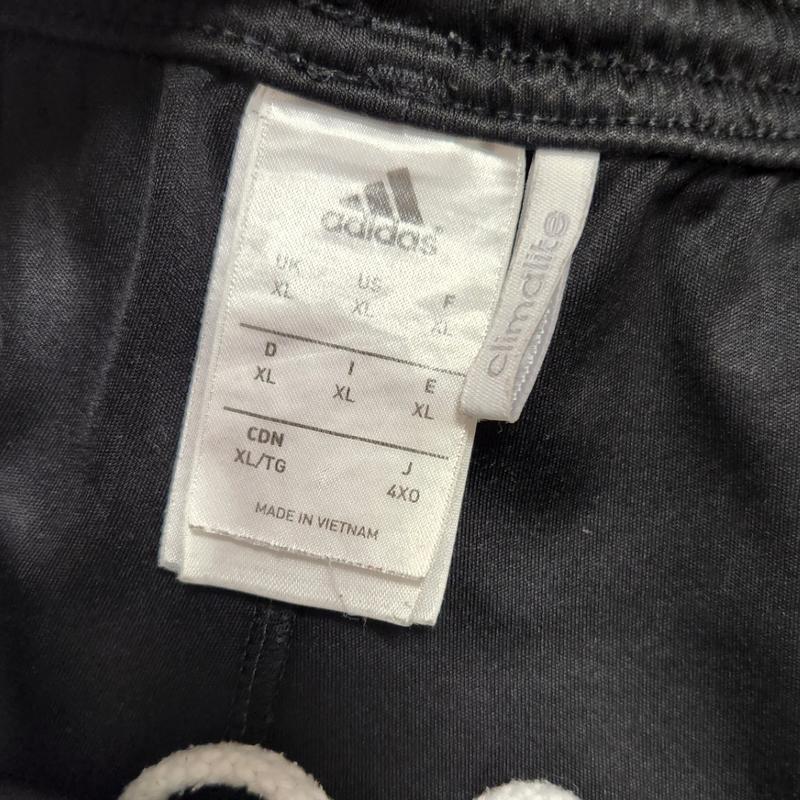 adidas
UK US F
XL XL XL
D I E
XL XL XL
CDN J
XL/TG 4XO
MADE IN VIETNAM
climalite